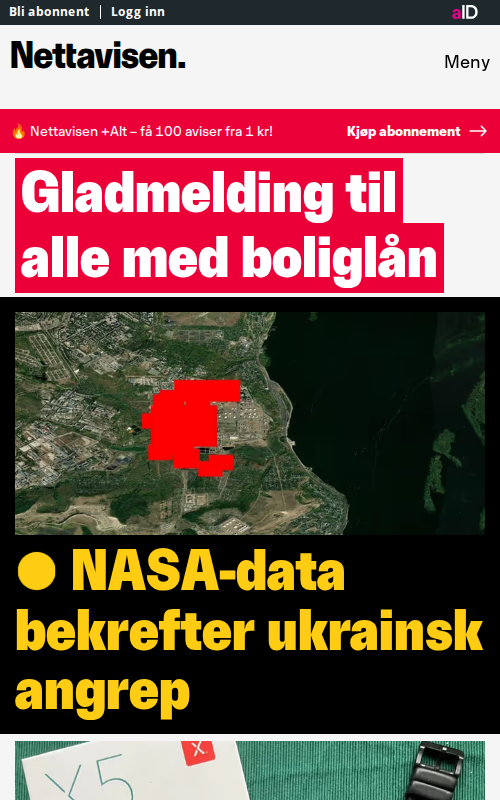 Bli abonnent | Logg inn
aID
Nettavisen.
Meny
🔥 Nettavisen +Alt – få 100 aviser fra 1 kr!
Kjøp abonnement →
Gladmelding til
alle med boliglån
● NASA-data
bekrefter ukrainsk
angrep
X5